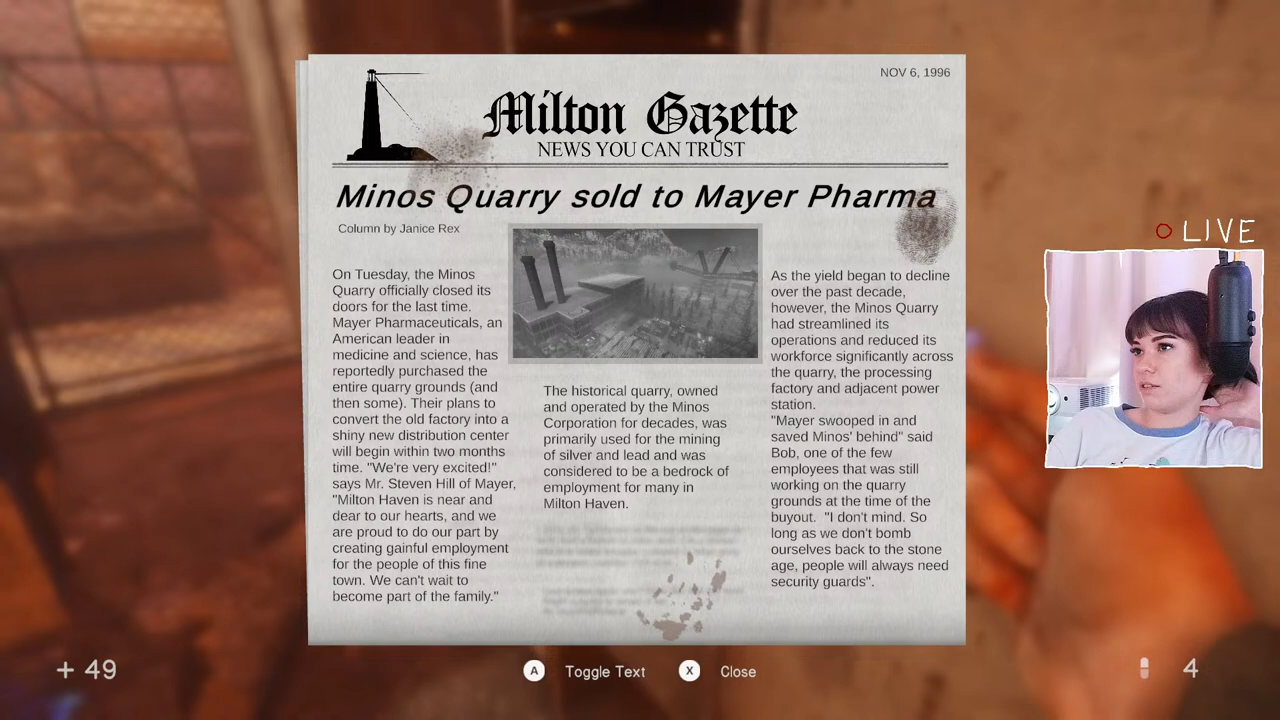 NOV 6, 1996
Milton Gazette
NEWS YOU CAN TRUST
Minos Quarry sold to Mayer Pharma
Column by Janice Rex
On Tuesday, the Minos
Quarry officially closed its
doors for the last time.
Mayer Pharmaceuticals, an
American leader in
medicine and science, has
reportedly purchased the
entire quarry grounds (and
then some). Their plans to
convert the old factory into a
shiny new distribution center
will begin within two months
time. "We're very excited!"
says Mr. Steven Hill of Mayer,
"Milton Haven is near and
dear to our hearts, and we
are proud to do our part by
creating gainful employment
for the people of this fine
town. We can't wait to
become part of the family."
The historical quarry, owned
and operated by the Minos
Corporation for decades, was
primarily used for the mining
of silver and lead and was
considered to be a bedrock of
employment for many in
Milton Haven.
As the yield began to decline
over the past decade,
however, the Minos Quarry
had streamlined its
operations and reduced its
workforce significantly across
the quarry, the processing
factory and adjacent power
station.
"Mayer swooped in and
saved Minos' behind" said
Bob, one of the few
employees that was still
working on the quarry
grounds at the time of the
buyout.  "I don't mind. So
long as we don't bomb
ourselves back to the stone
age, people will always need
security guards".
LIVE
+ 49
A Toggle Text X Close
4